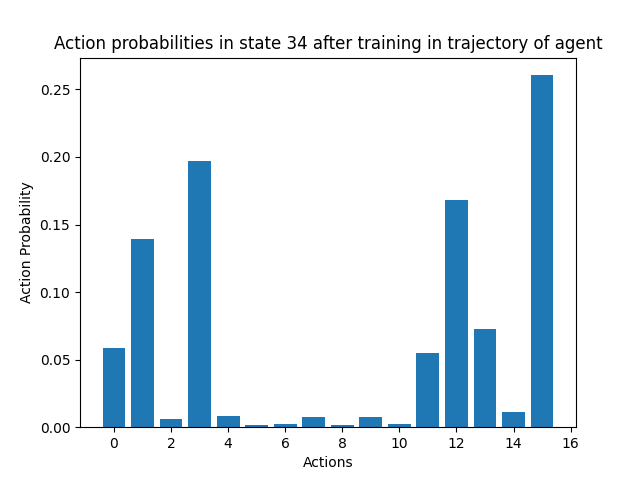 Action probabilities in state 34 after training in trajectory of agent
0.25
0.20
0.15
0.10
0.05
0.00
Action Probability
0 2 4 6 8 10 12 14 16
Actions